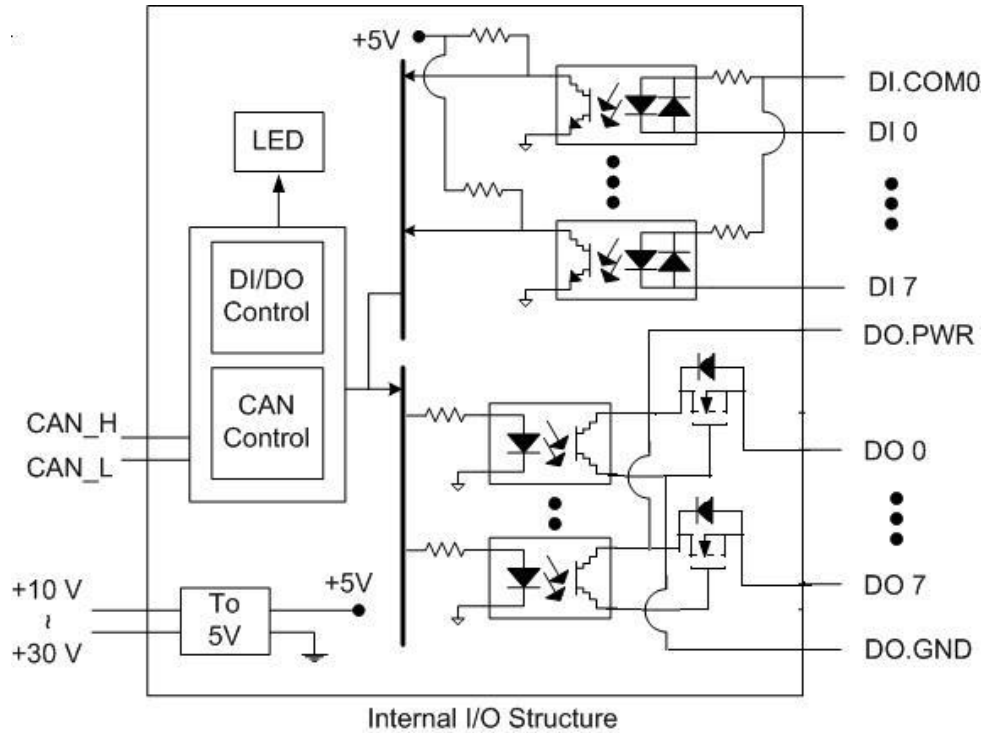 +5V
DI.COM0
DI 0
LED
DI/DO
Control
DI 7
DO.PWR
CAN
Control
CAN_H
CAN_L
DO 0
+10 V
~
+30 V
To
5V
+5V
DO 7
DO.GND
Internal I/O Structure